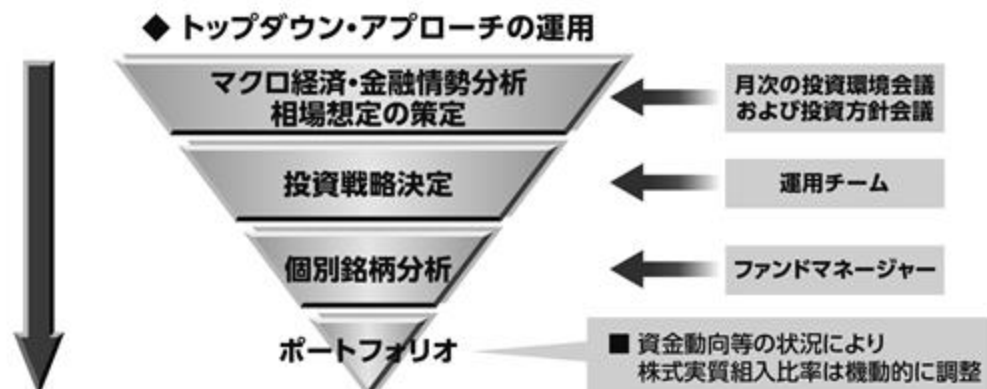 ◆ トップダウン・アプローチの運用
マクロ経済・金融情勢分析
相場想定の策定
月次の投資環境会議
および投資方針会議
投資戦略決定
運用チーム
個別銘柄分析
ファンドマネージャー
ポートフォリオ
■ 資金動向等の状況により
株式実質組入比率は機動的に調整